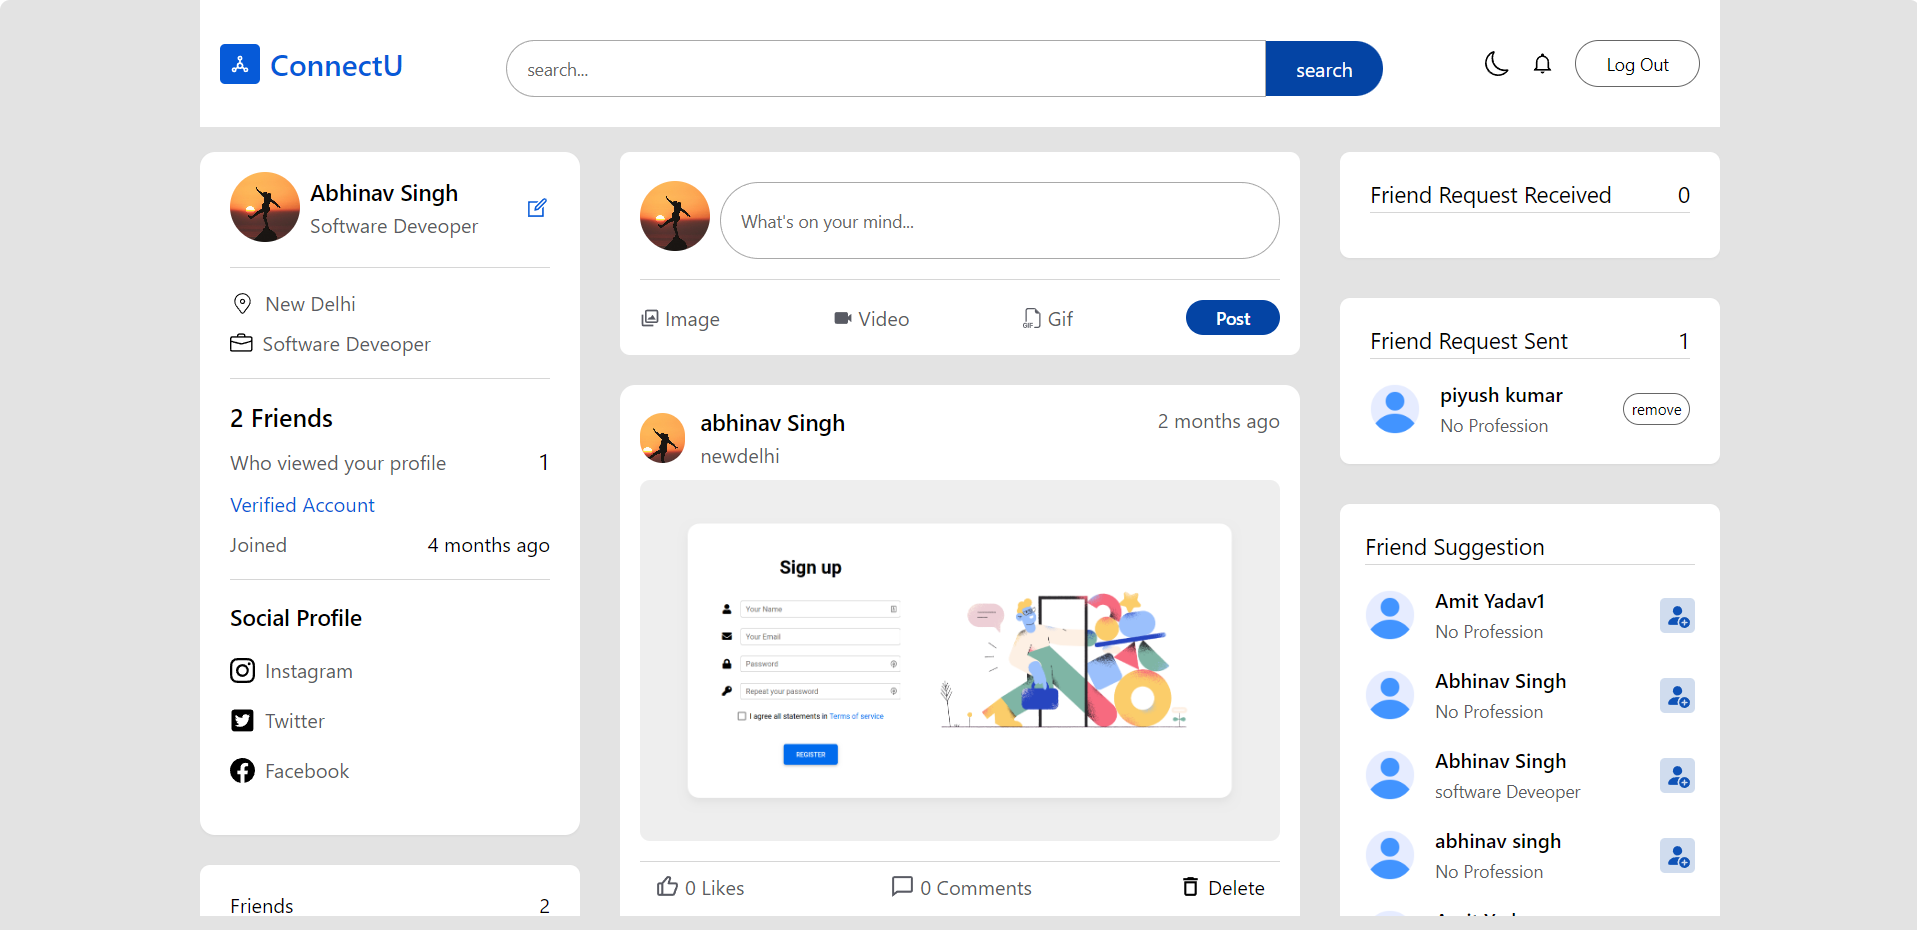 ConnectU
search...
search
Log Out
Abhinav Singh
Software Deveoper
New Delhi
Software Deveoper
2 Friends
Who viewed your profile 1
Verified Account
Joined 4 months ago
Social Profile
Instagram
Twitter
Facebook
Friends 2
What's on your mind...
Image
Video
GIF Gif
Post
abhinav Singh
2 months ago
newdelhi
Sign up
Your Name
Your Email
Password
Repeat your password
I agree all statements in Terms of service
REGISTER
0 Likes
0 Comments
Delete
Friend Request Received 0
Friend Request Sent 1
piyush kumar
No Profession
remove
Friend Suggestion
Amit Yadav1
No Profession
Abhinav Singh
No Profession
Abhinav Singh
software Deveoper
abhinav singh
No Profession